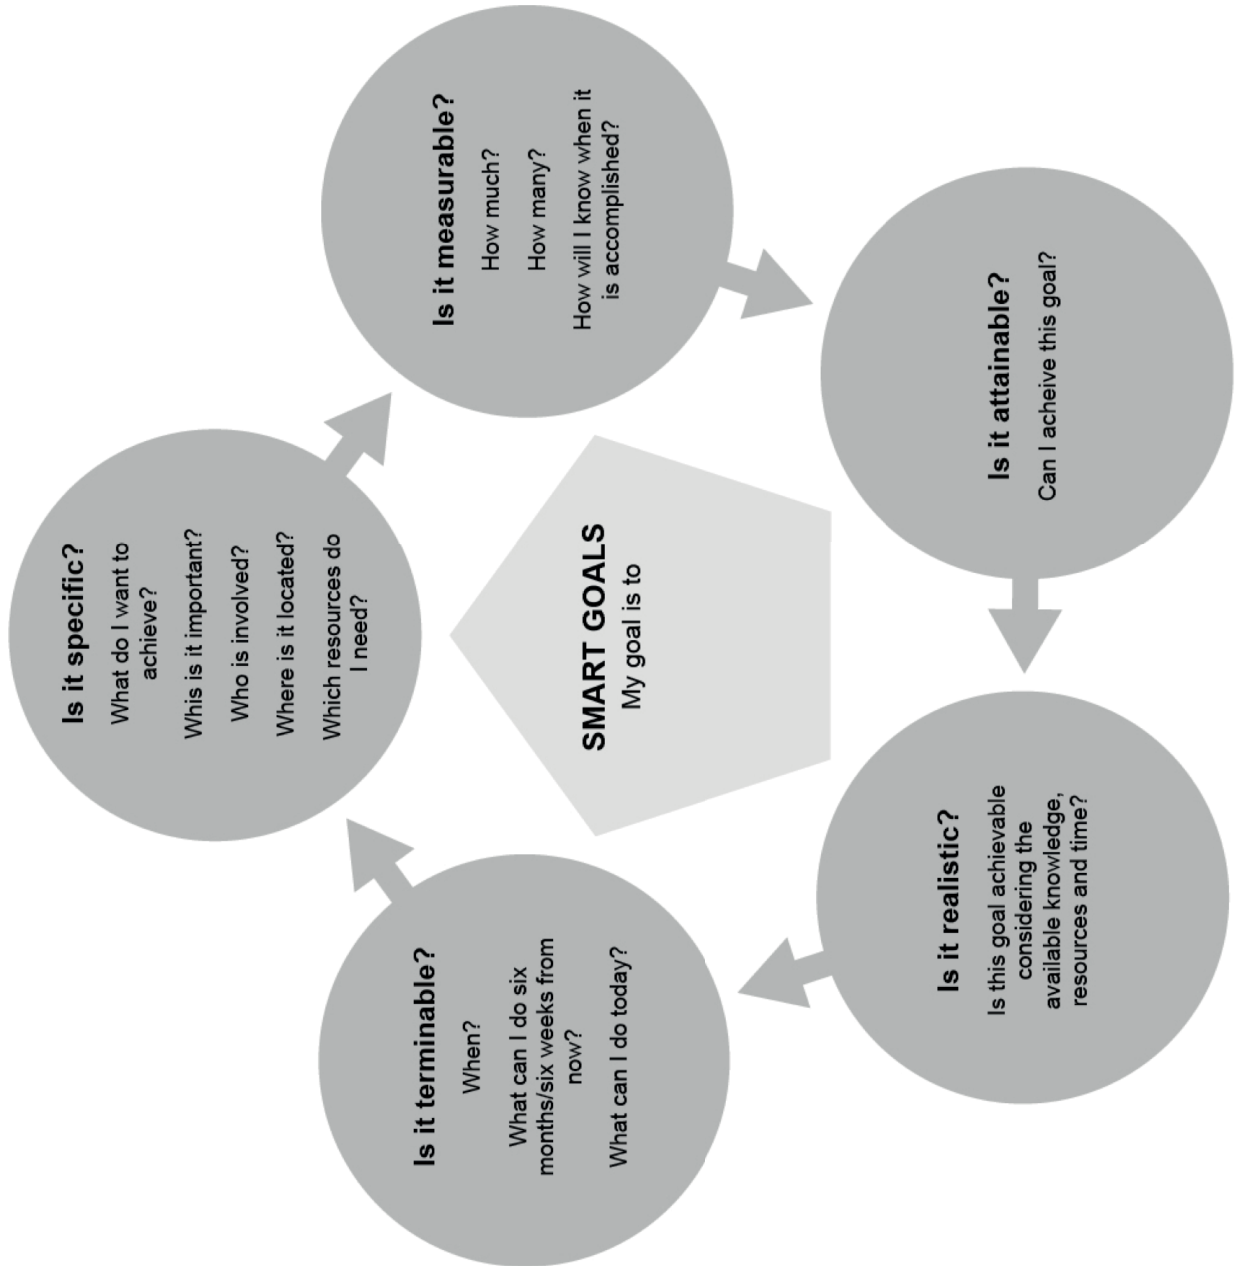 Is it specific?
What do I want to
achieve?
Whis is it important?
Who is involved?
Where is it located?
Which resources do
I need?
Is it measurable?
How much?
How many?
How will I know when it
is accomplished?
Is it attainable?
Can I acheive this goal?
Is it realistic?
Is this goal achievable
considering the
available knowledge,
resources and time?
Is it terminable?
When?
What can I do six
months/six weeks from
now?
What can I do today?
SMART GOALS
My goal is to